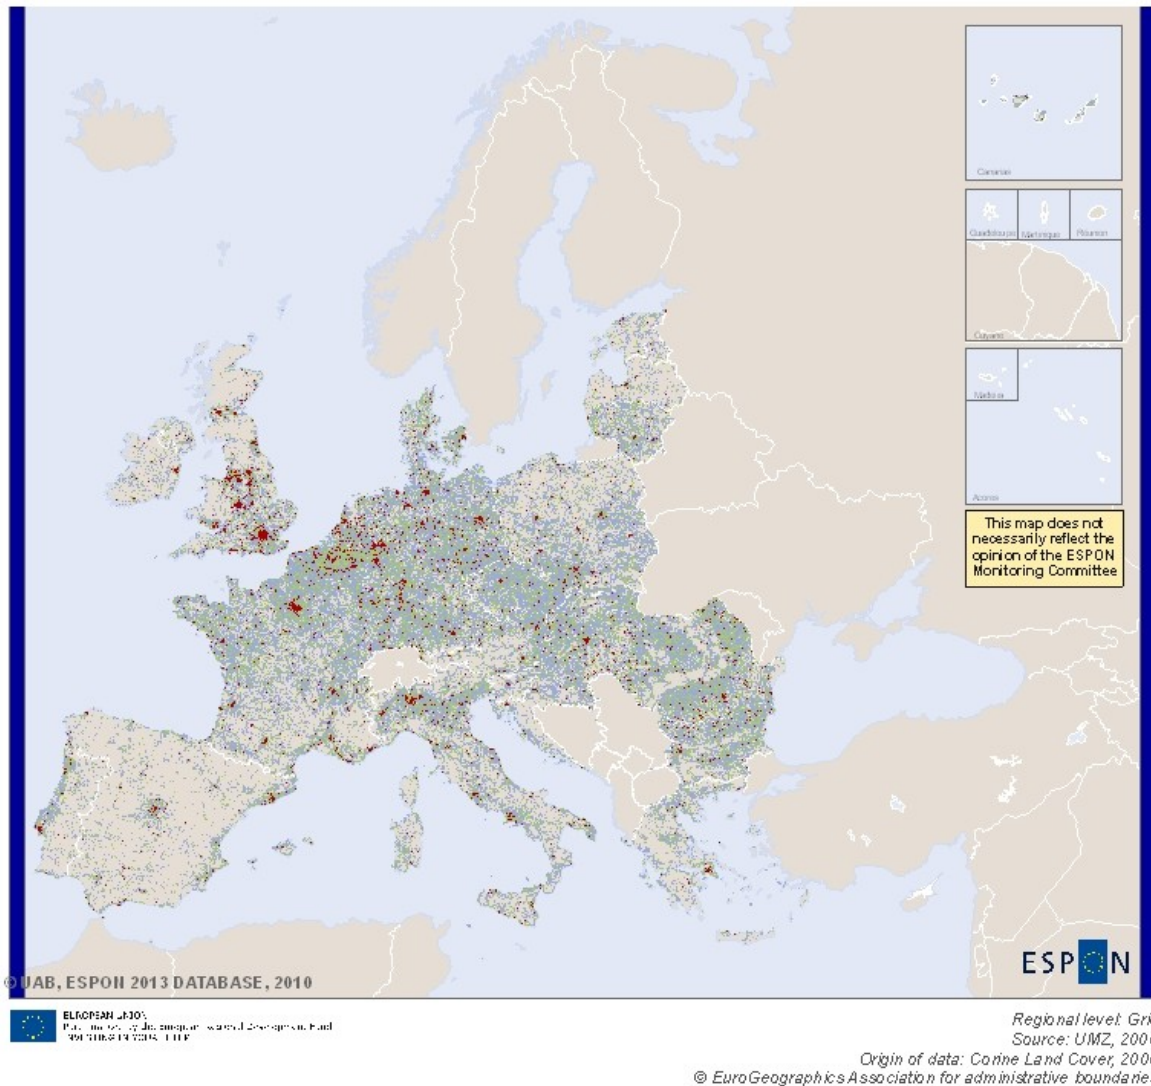 Canarias
Guadeloupe
Martinique
Réunion
Guyane
Madeira
Azores
This map does not
necessarily reflect the
opinion of the ESPON
Monitoring Committee
ESPON
© UAB, ESPON 2013 DATABASE, 2010
EUROPEAN UNION
Regional level: Gri
Source: UMZ, 200
Origin of data: Corine Land Cover, 200
© EuroGeographics Association for administrative boundarie